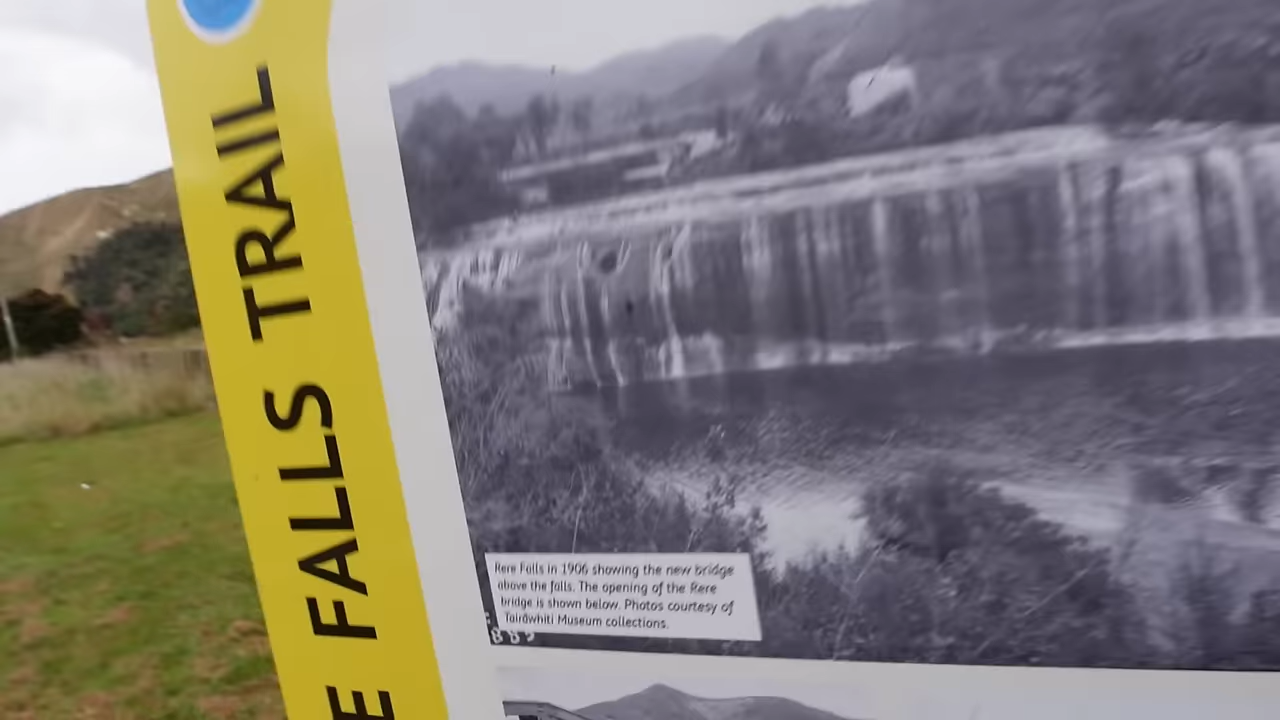 E FALLS TRAIL
Rere Falls in 1906 showing the new bridge
above the falls. The opening of the Rere
bridge is shown below. Photos courtesy of
Tairāwhiti Museum collections.
889